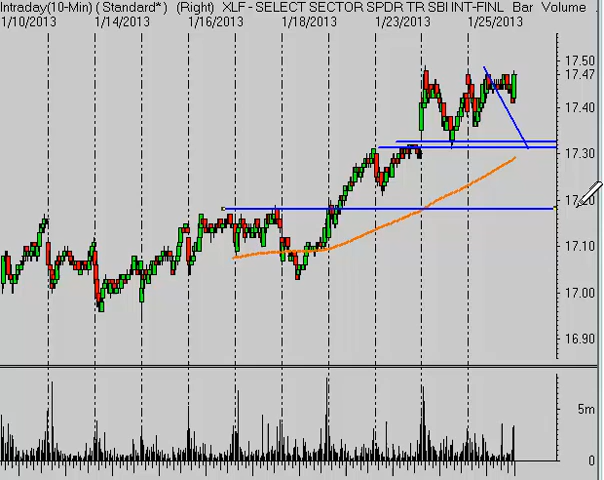 Intraday(10-Min) (Standard*) (Right) XLF - SELECT SECTOR SPDR TR SBI INT-FINL Bar Volume
1/10/2013 1/14/2013 1/16/2013 1/18/2013 1/23/2013 1/25/2013
17.50
17.47
17.40
17.30
17.10
17.00
16.90
5m
0